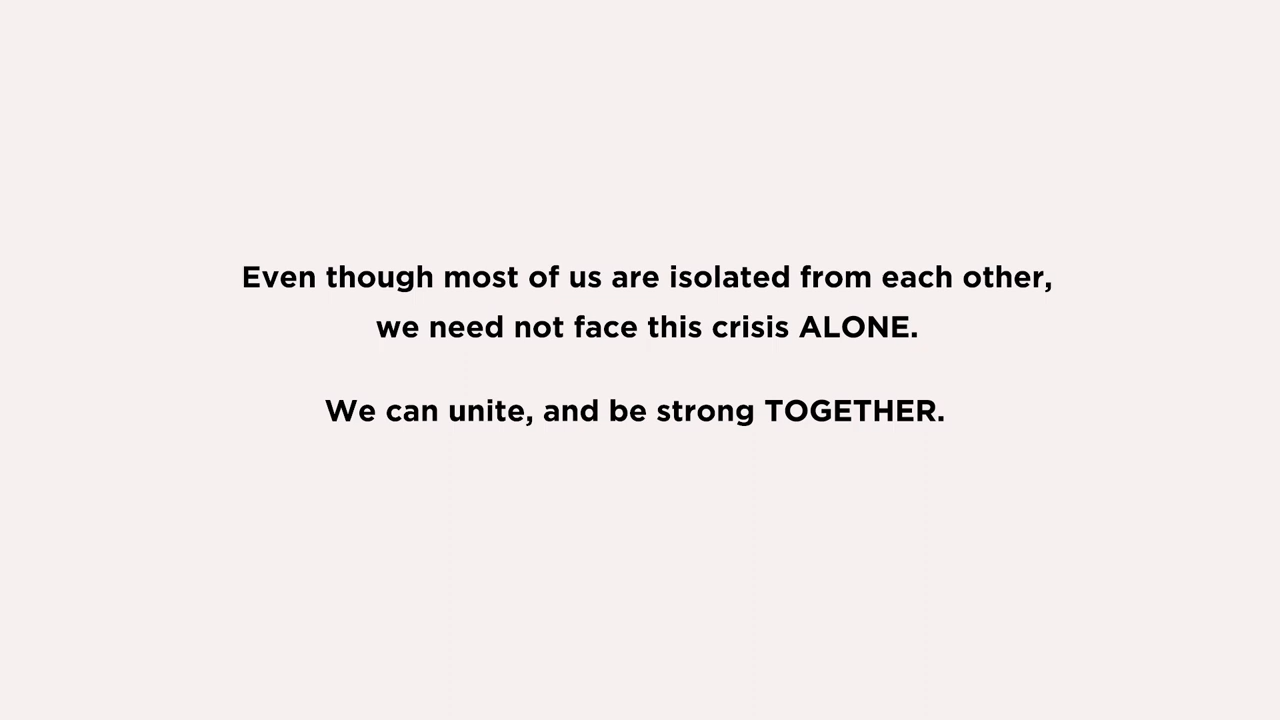 Even though most of us are isolated from each other,
we need not face this crisis ALONE.
We can unite, and be strong TOGETHER.